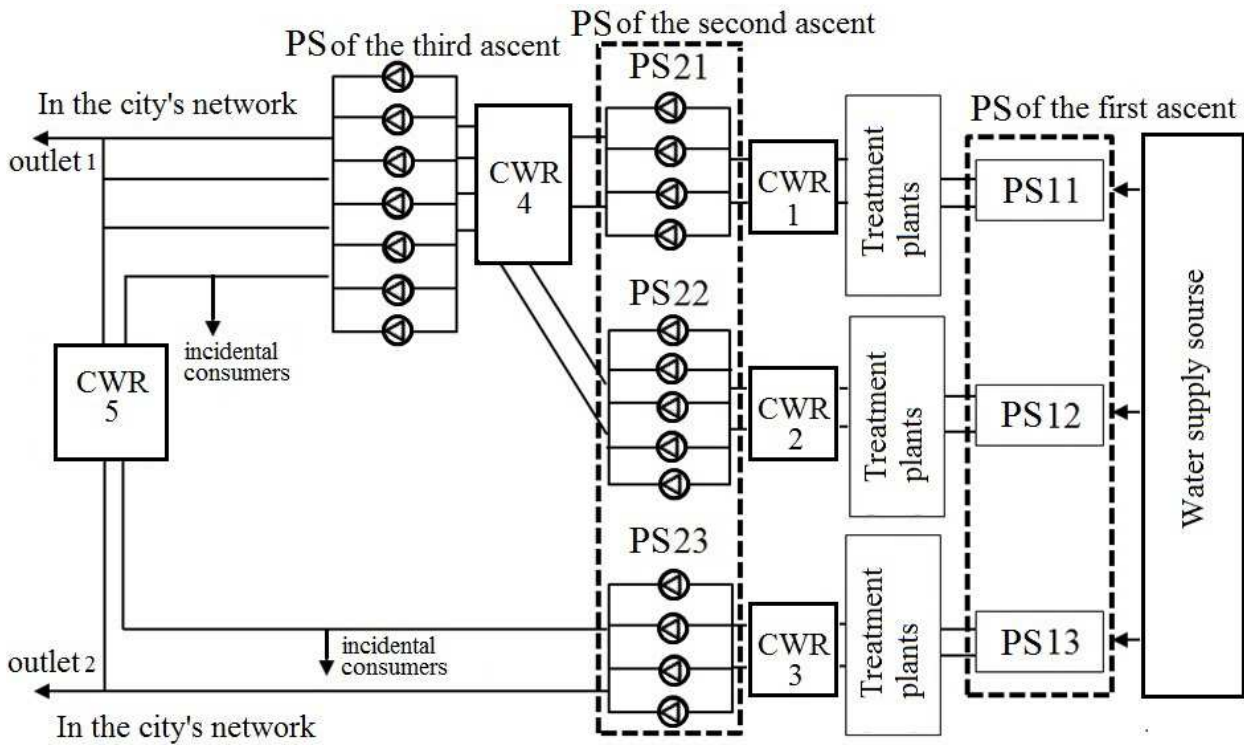 PS of the third ascent
PS of the second ascent
PS21
In the city's network
outlet 1
CWR
4
CWR
1
Treatment
plants
PS of the first ascent
PS11
Water supply sourse
incidental
consumers
CWR
5
PS22
CWR
2
Treatment
plants
PS12
PS23
CWR
3
Treatment
plants
PS13
incidental
consumers
outlet 2
In the city's network